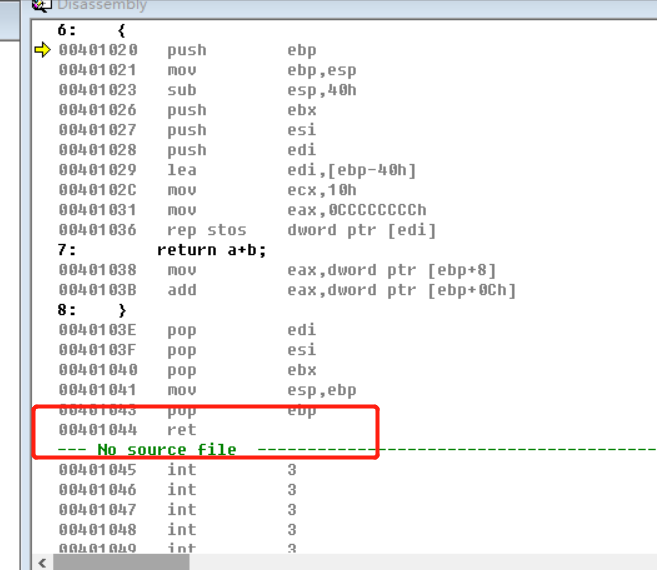 Disassembly
6: {
00401020 push ebp
00401021 mov ebp,esp
00401023 sub esp,40h
00401026 push ebx
00401027 push esi
00401028 push edi
00401029 lea edi,[ebp-40h]
0040102C mov ecx,10h
00401031 mov eax,0CCCCCCCCh
00401036 rep stos dword ptr [edi]
7: return a+b;
00401038 mov eax,dword ptr [ebp+8]
0040103B add eax,dword ptr [ebp+0Ch]
8: }
0040103E pop edi
0040103F pop esi
00401040 pop ebx
00401041 mov esp,ebp
00401043 pop ebp
00401044 ret
--- No source file ----------------------------------------
00401045 int 3
00401046 int 3
00401047 int 3
00401048 int 3
00401049 int 3